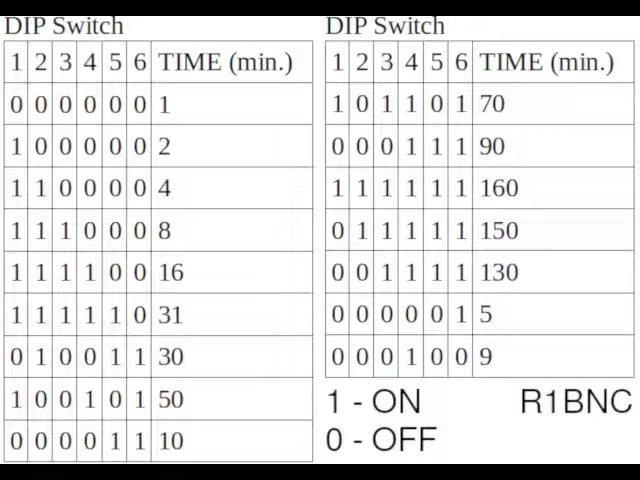 DIP Switch
1 2 3 4 5 6 TIME (min.)
0 0 0 0 0 0 1
1 0 0 0 0 0 2
1 1 0 0 0 0 4
1 1 1 0 0 0 8
1 1 1 1 0 0 16
1 1 1 1 1 0 31
0 1 0 0 1 1 30
1 0 0 1 0 1 50
0 0 0 0 1 1 10
DIP Switch
1 2 3 4 5 6 TIME (min.)
1 0 1 1 0 1 70
0 0 0 1 1 1 90
1 1 1 1 1 1 160
0 1 1 1 1 1 150
0 0 1 1 1 1 130
0 0 0 0 0 1 5
0 0 0 1 0 0 9
1 - ON R1BNC
0 - OFF